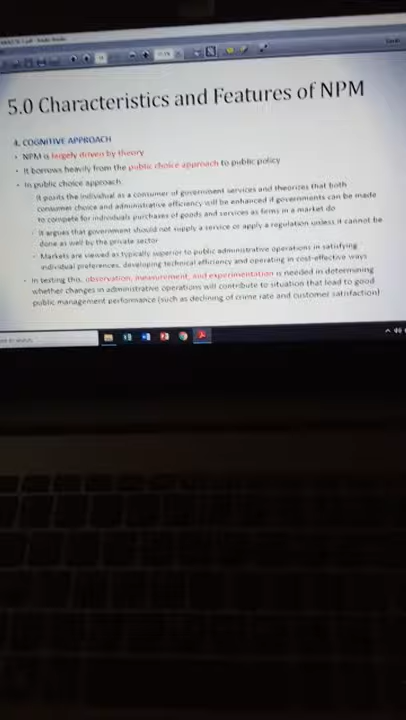 5.0 Characteristics and Features of NPM
4. COGNITIVE APPROACH
• NPM is largely driven by theory
• It borrows heavily from the public choice approach to public policy
• In public choice approach:
It posits the individual as a consumer of government services and theorizes that both
consumer choice and administrative efficiency will be enhanced if governments can be made
to compete for individuals purchases of goods and services as firms in a market do
It argues that government should not supply a service or apply a regulation unless it cannot be
done as well by the private sector
Markets are viewed as typically superior to public administrative operations in satisfying
individual preferences, developing technical efficiency and operating in cost-effective ways
• In testing this, observation, measurement, and experimentation is needed in determining
whether changes in administrative operations will contribute to situation that lead to good
public management performance (such as declining of crime rate and customer satisfaction)